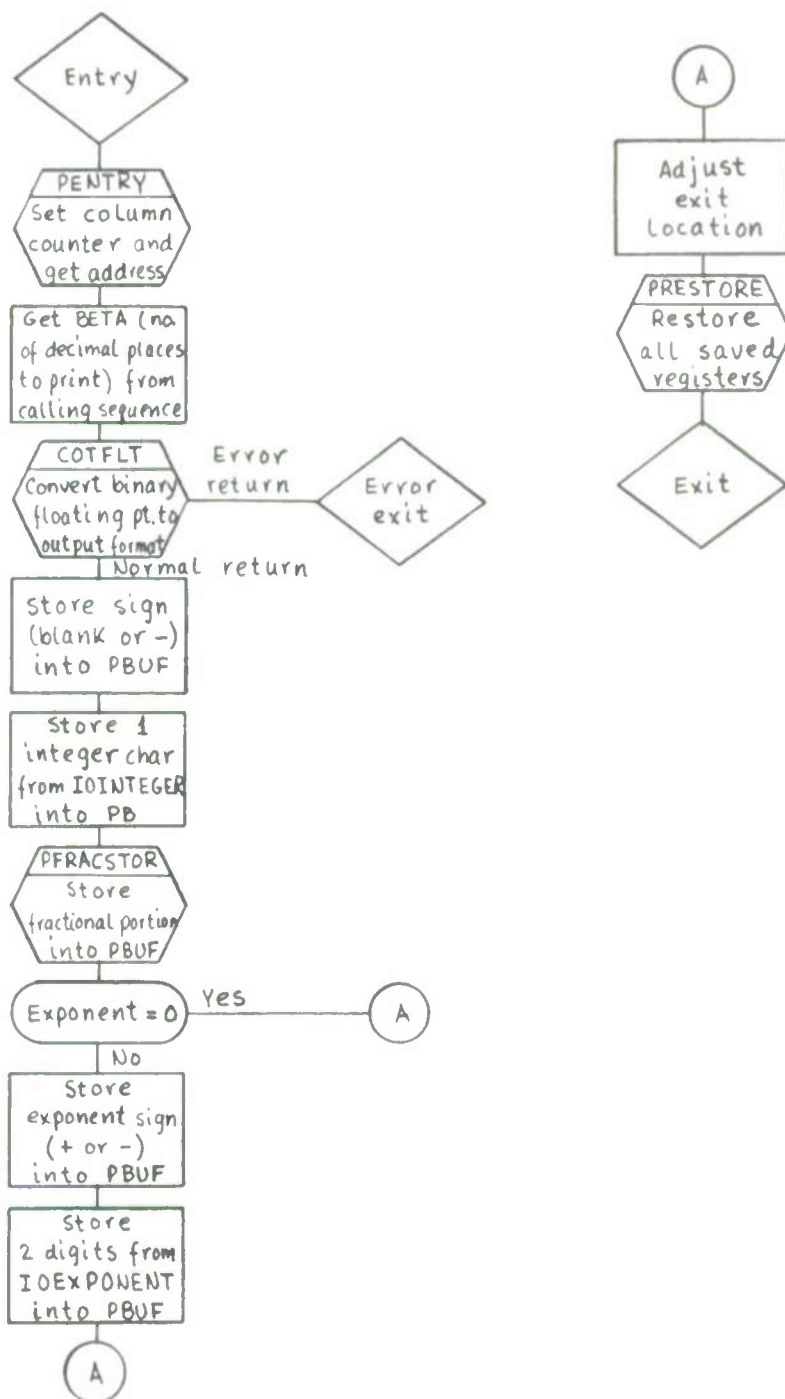 Entry
PENTRY
Set column
counter and
get address
Get BETA (no.
of decimal places
to print) from
calling sequence
COTFLT
Convert binary
floating pt. to
output format
Error
return
Error
exit
Normal return
Store sign
(blank or -)
into PBUF
Store 1
integer char
from IOINTEGER
into PB
PFRACSTOR
Store
fractional portion
into PBUF
Exponent = 0
Yes
A
No
Store
exponent sign
(+ or -)
into PBUF
Store
2 digits from
IOEXPONENT
into PBUF
A
A
Adjust
exit
Location
PRESTORE
Restore
all saved
registers
Exit